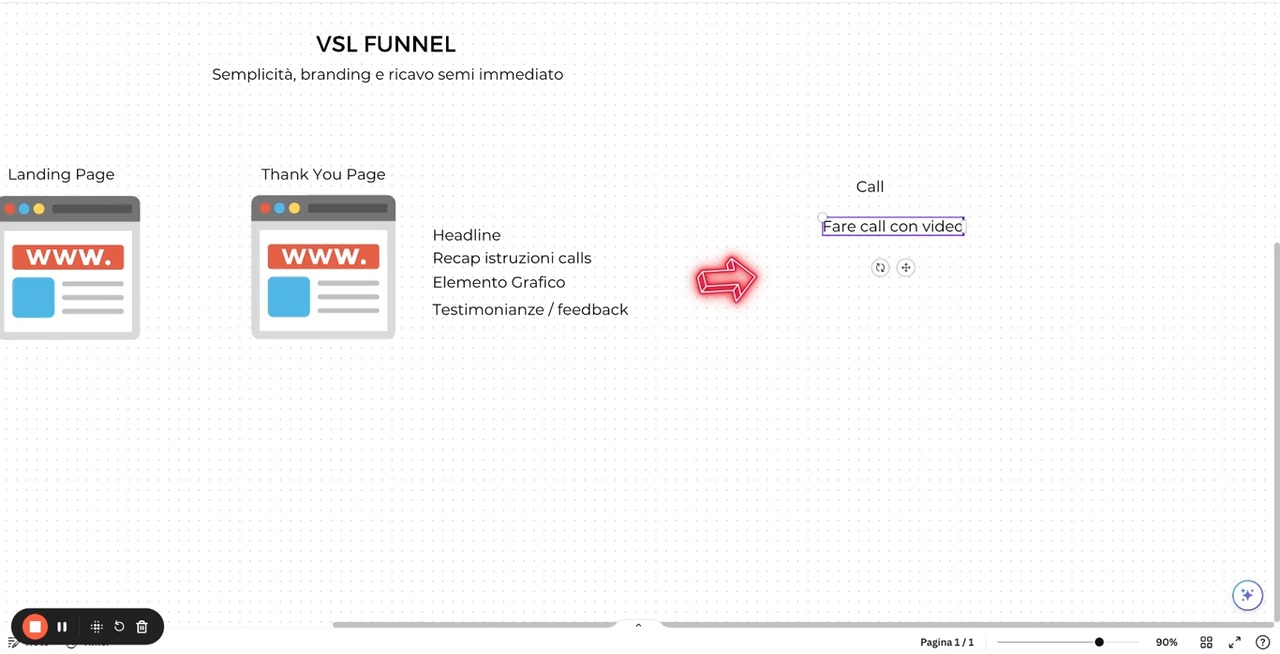 VSL FUNNEL
Semplicità, branding e ricavo semi immediato
Landing Page
Thank You Page
Call
WWW.
WWW.
Headline
Recap istruzioni calls
Elemento Grafico
Testimonianze / feedback
Fare call con video
Pagina 1 / 1
90%